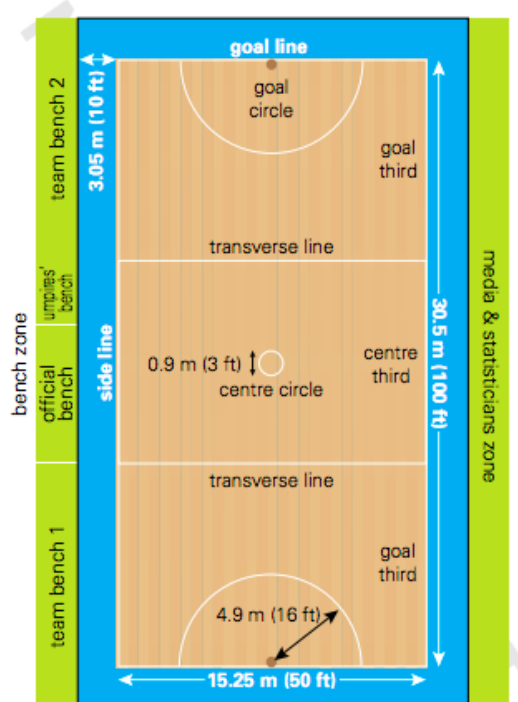 goal line
team bench 2
3.05 m (10 ft)
goal
circle
goal
third
transverse line
umpires'
bench
bench zone
official
bench
side line
0.9 m (3 ft)
centre circle
centre
third
30.5 m (100 ft)
media & statisticians zone
transverse line
team bench 1
goal
third
4.9 m (16 ft)
15.25 m (50 ft)